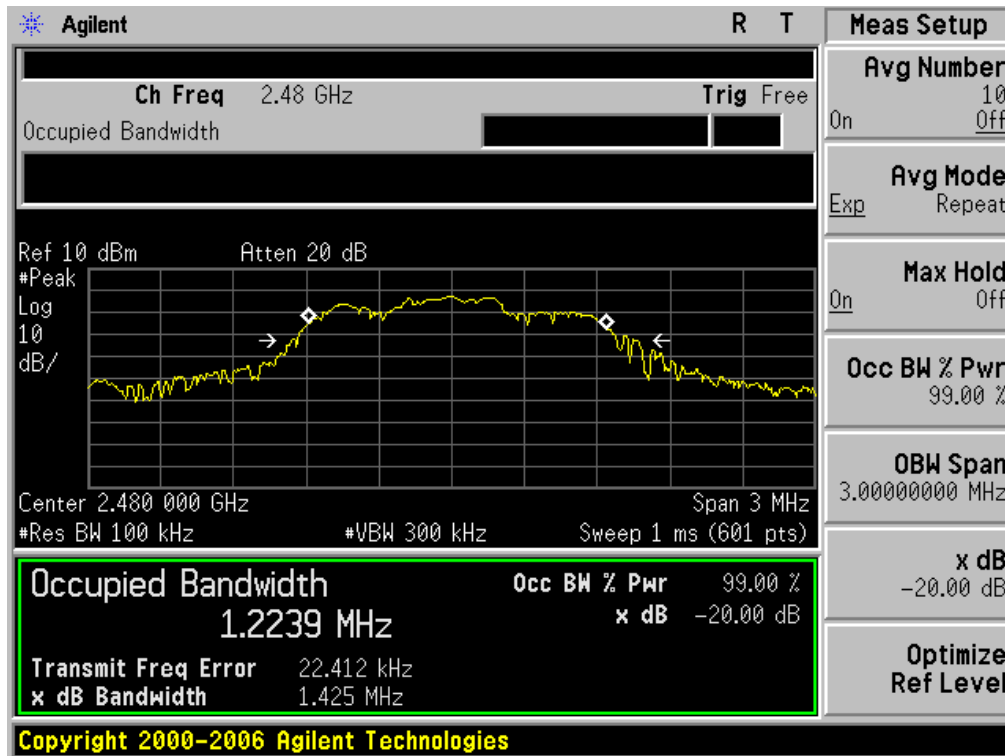 Agilent R T
Ch Freq 2.48 GHz Trig Free
Occupied Bandwidth
Ref 10 dBm Atten 20 dB
#Peak
Log
10
dB/
Center 2.480 000 GHz Span 3 MHz
#Res BW 100 kHz #VBW 300 kHz Sweep 1 ms (601 pts)
Occupied Bandwidth Occ BW % Pwr 99.00 %
1.2239 MHz x dB -20.00 dB
Transmit Freq Error 22.412 kHz
x dB Bandwidth 1.425 MHz
Copyright 2000-2006 Agilent Technologies
Meas Setup
Avg Number
10
On Off
Avg Mode
Exp Repeat
Max Hold
On Off
Occ BW % Pwr
99.00 %
OBW Span
3.00000000 MHz
x dB
-20.00 dB
Optimize
Ref Level